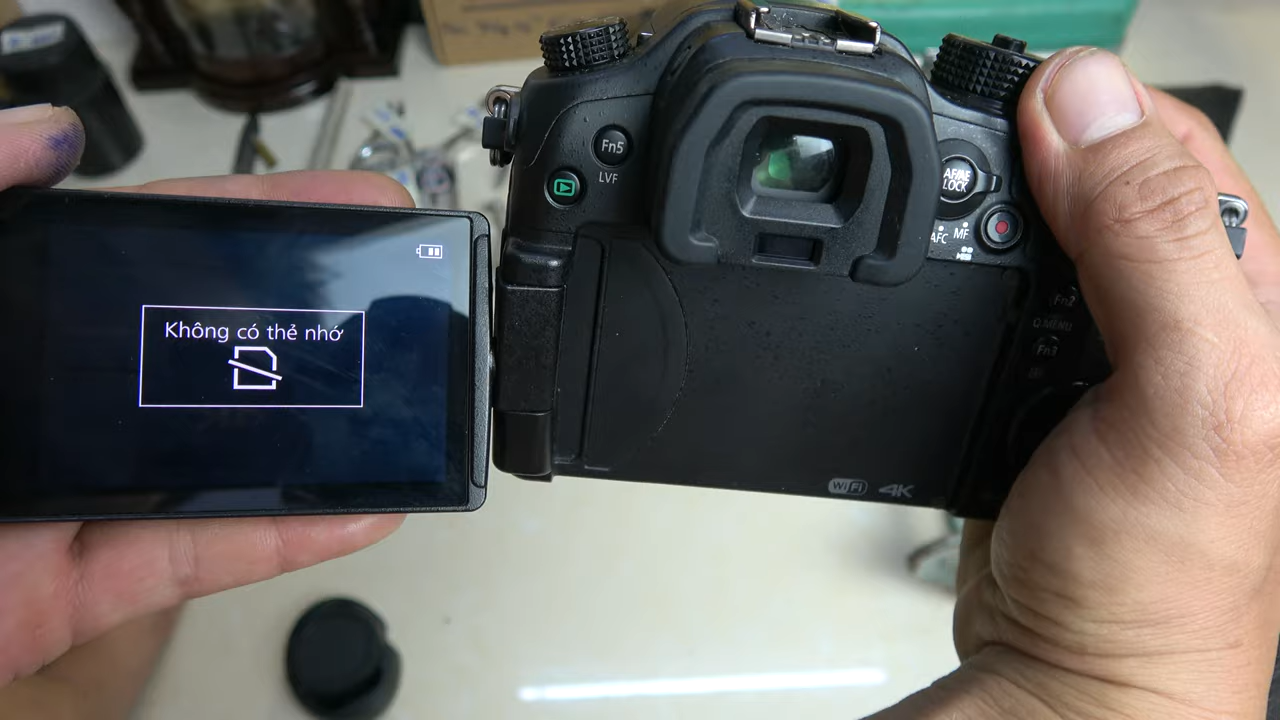 Không có thẻ nhớ
Fn5
LVF
AF/AE
LOCK
AFC
MF
Fn2
Q.MENU
Fn3
WiFi
4K